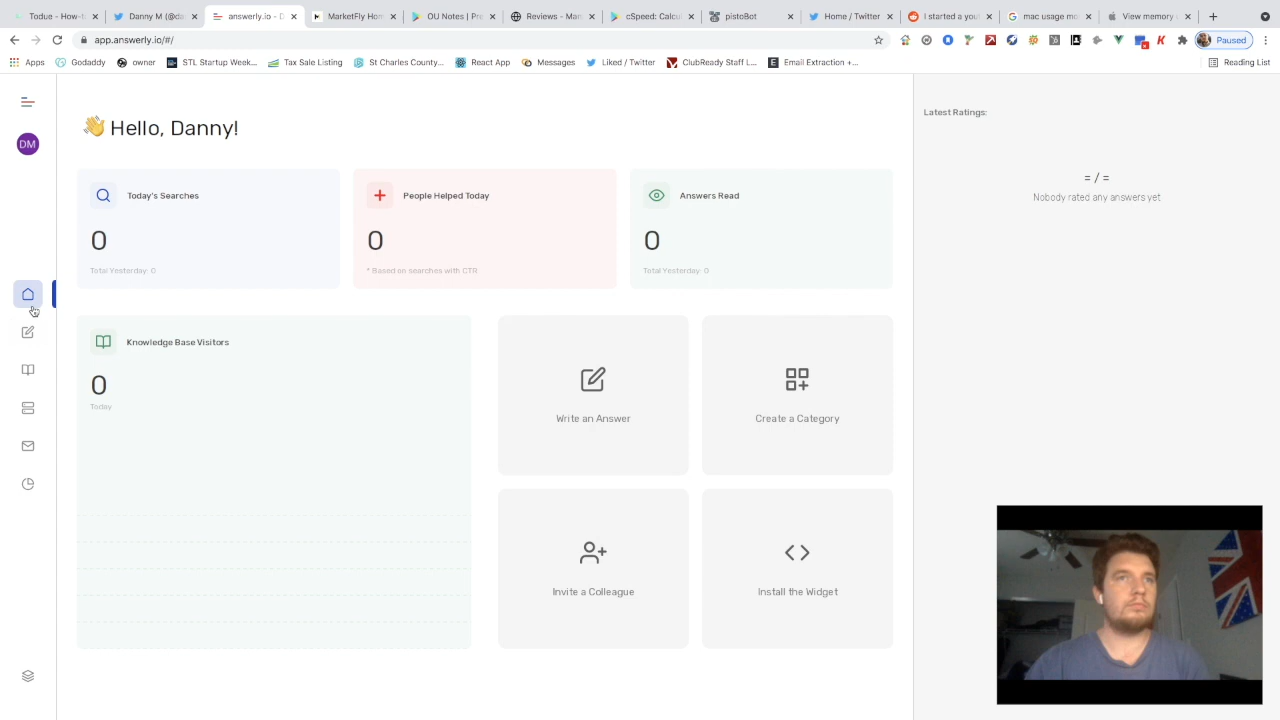 Todue - How-t
Danny M (@da
answerly.io - D
MarketFly Hom
OU Notes | Pre
Reviews - Man
cSpeed: Calcu
pistoBot
Home / Twitter
I started a you
mac usage mo
View memory
app.answerly.io/#/
Paused
Apps
Godaddy
owner
STL Startup Week...
Tax Sale Listing
St Charles County...
React App
Messages
Liked / Twitter
ClubReady Staff L...
Email Extraction +...
Reading List
DM
Hello, Danny!
Latest Ratings:
= / =
Nobody rated any answers yet
Today's Searches
0
Total Yesterday: 0
People Helped Today
0
* Based on searches with CTR
Answers Read
0
Total Yesterday: 0
Knowledge Base Visitors
0
Today
Write an Answer
Create a Category
Invite a Colleague
Install the Widget